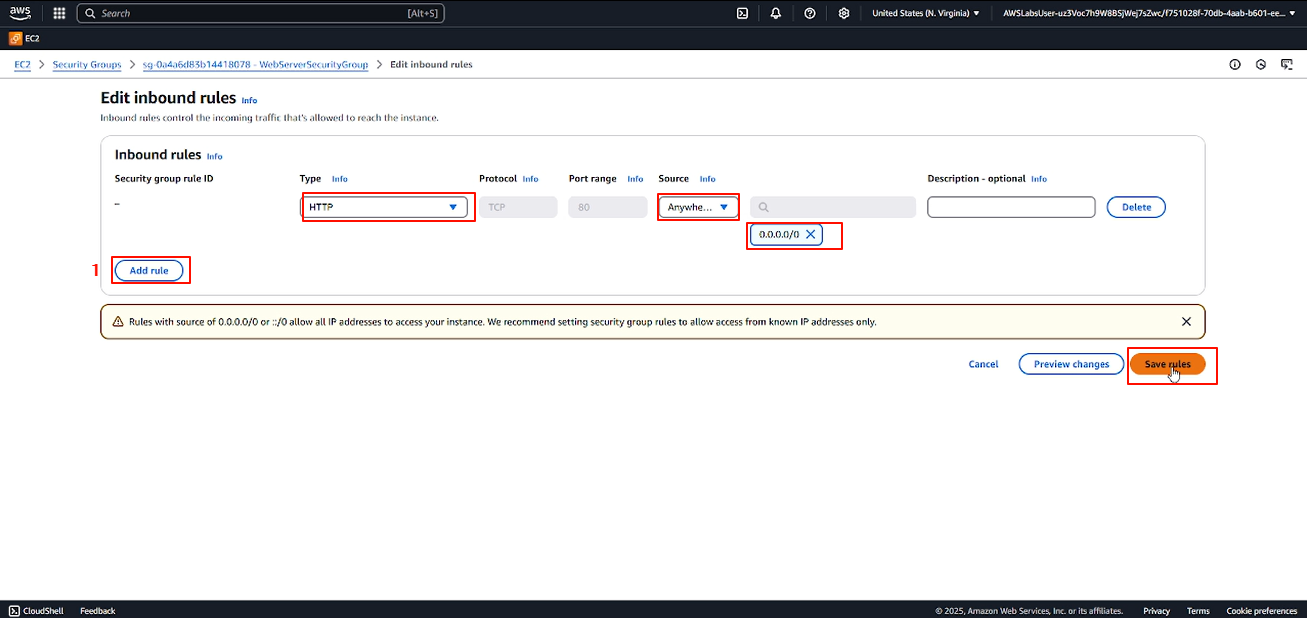 aws Search [Alt+S] United States (N. Virginia) AWSLabsUser-uz3Voc7h9W8BSjWej7sZwc/f751028f-70db-4aab-b601-ee...
EC2
EC2 > Security Groups > sg-0a4a6d83b14418078 - WebServerSecurityGroup > Edit inbound rules
Edit inbound rules Info
Inbound rules control the incoming traffic that's allowed to reach the instance.
Inbound rules Info
Security group rule ID Type Info Protocol Info Port range Info Source Info Description - optional Info
– HTTP TCP 80 Anywhe... Delete
0.0.0.0/0
1 Add rule
Rules with source of 0.0.0.0/0 or ::/0 allow all IP addresses to access your instance. We recommend setting security group rules to allow access from known IP addresses only.
Cancel Preview changes Save rules
CloudShell Feedback © 2025, Amazon Web Services, Inc. or its affiliates. Privacy Terms Cookie preferences